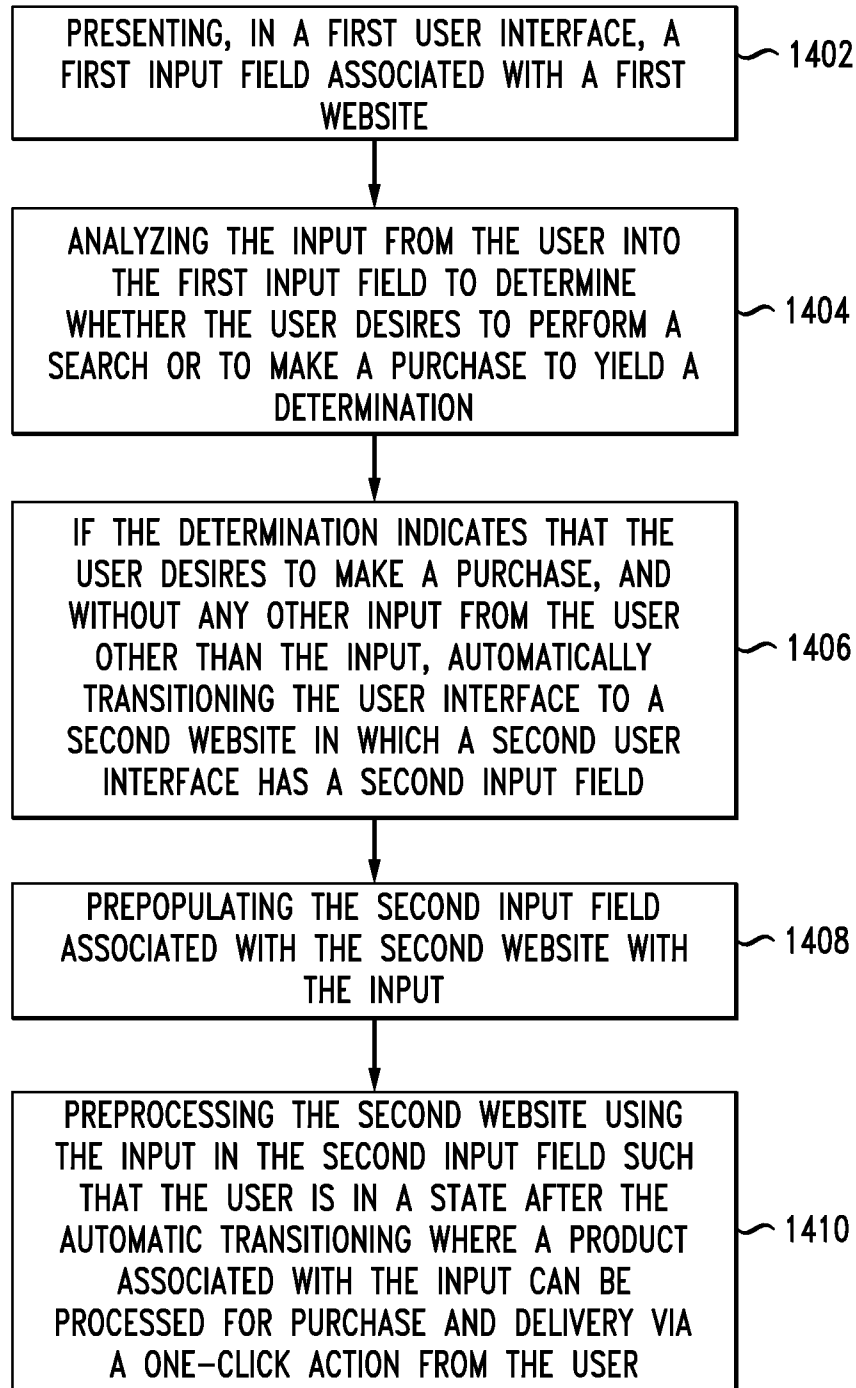 PRESENTING, IN A FIRST USER INTERFACE, A
FIRST INPUT FIELD ASSOCIATED WITH A FIRST
WEBSITE
1402
ANALYZING THE INPUT FROM THE USER INTO
THE FIRST INPUT FIELD TO DETERMINE
WHETHER THE USER DESIRES TO PERFORM A
SEARCH OR TO MAKE A PURCHASE TO YIELD A
DETERMINATION
1404
IF THE DETERMINATION INDICATES THAT THE
USER DESIRES TO MAKE A PURCHASE, AND
WITHOUT ANY OTHER INPUT FROM THE USER
OTHER THAN THE INPUT, AUTOMATICALLY
TRANSITIONING THE USER INTERFACE TO A
SECOND WEBSITE IN WHICH A SECOND USER
INTERFACE HAS A SECOND INPUT FIELD
1406
PREPOPULATING THE SECOND INPUT FIELD
ASSOCIATED WITH THE SECOND WEBSITE WITH
THE INPUT
1408
PREPROCESSING THE SECOND WEBSITE USING
THE INPUT IN THE SECOND INPUT FIELD SUCH
THAT THE USER IS IN A STATE AFTER THE
AUTOMATIC TRANSITIONING WHERE A PRODUCT
ASSOCIATED WITH THE INPUT CAN BE
PROCESSED FOR PURCHASE AND DELIVERY VIA
A ONE-CLICK ACTION FROM THE USER
1410